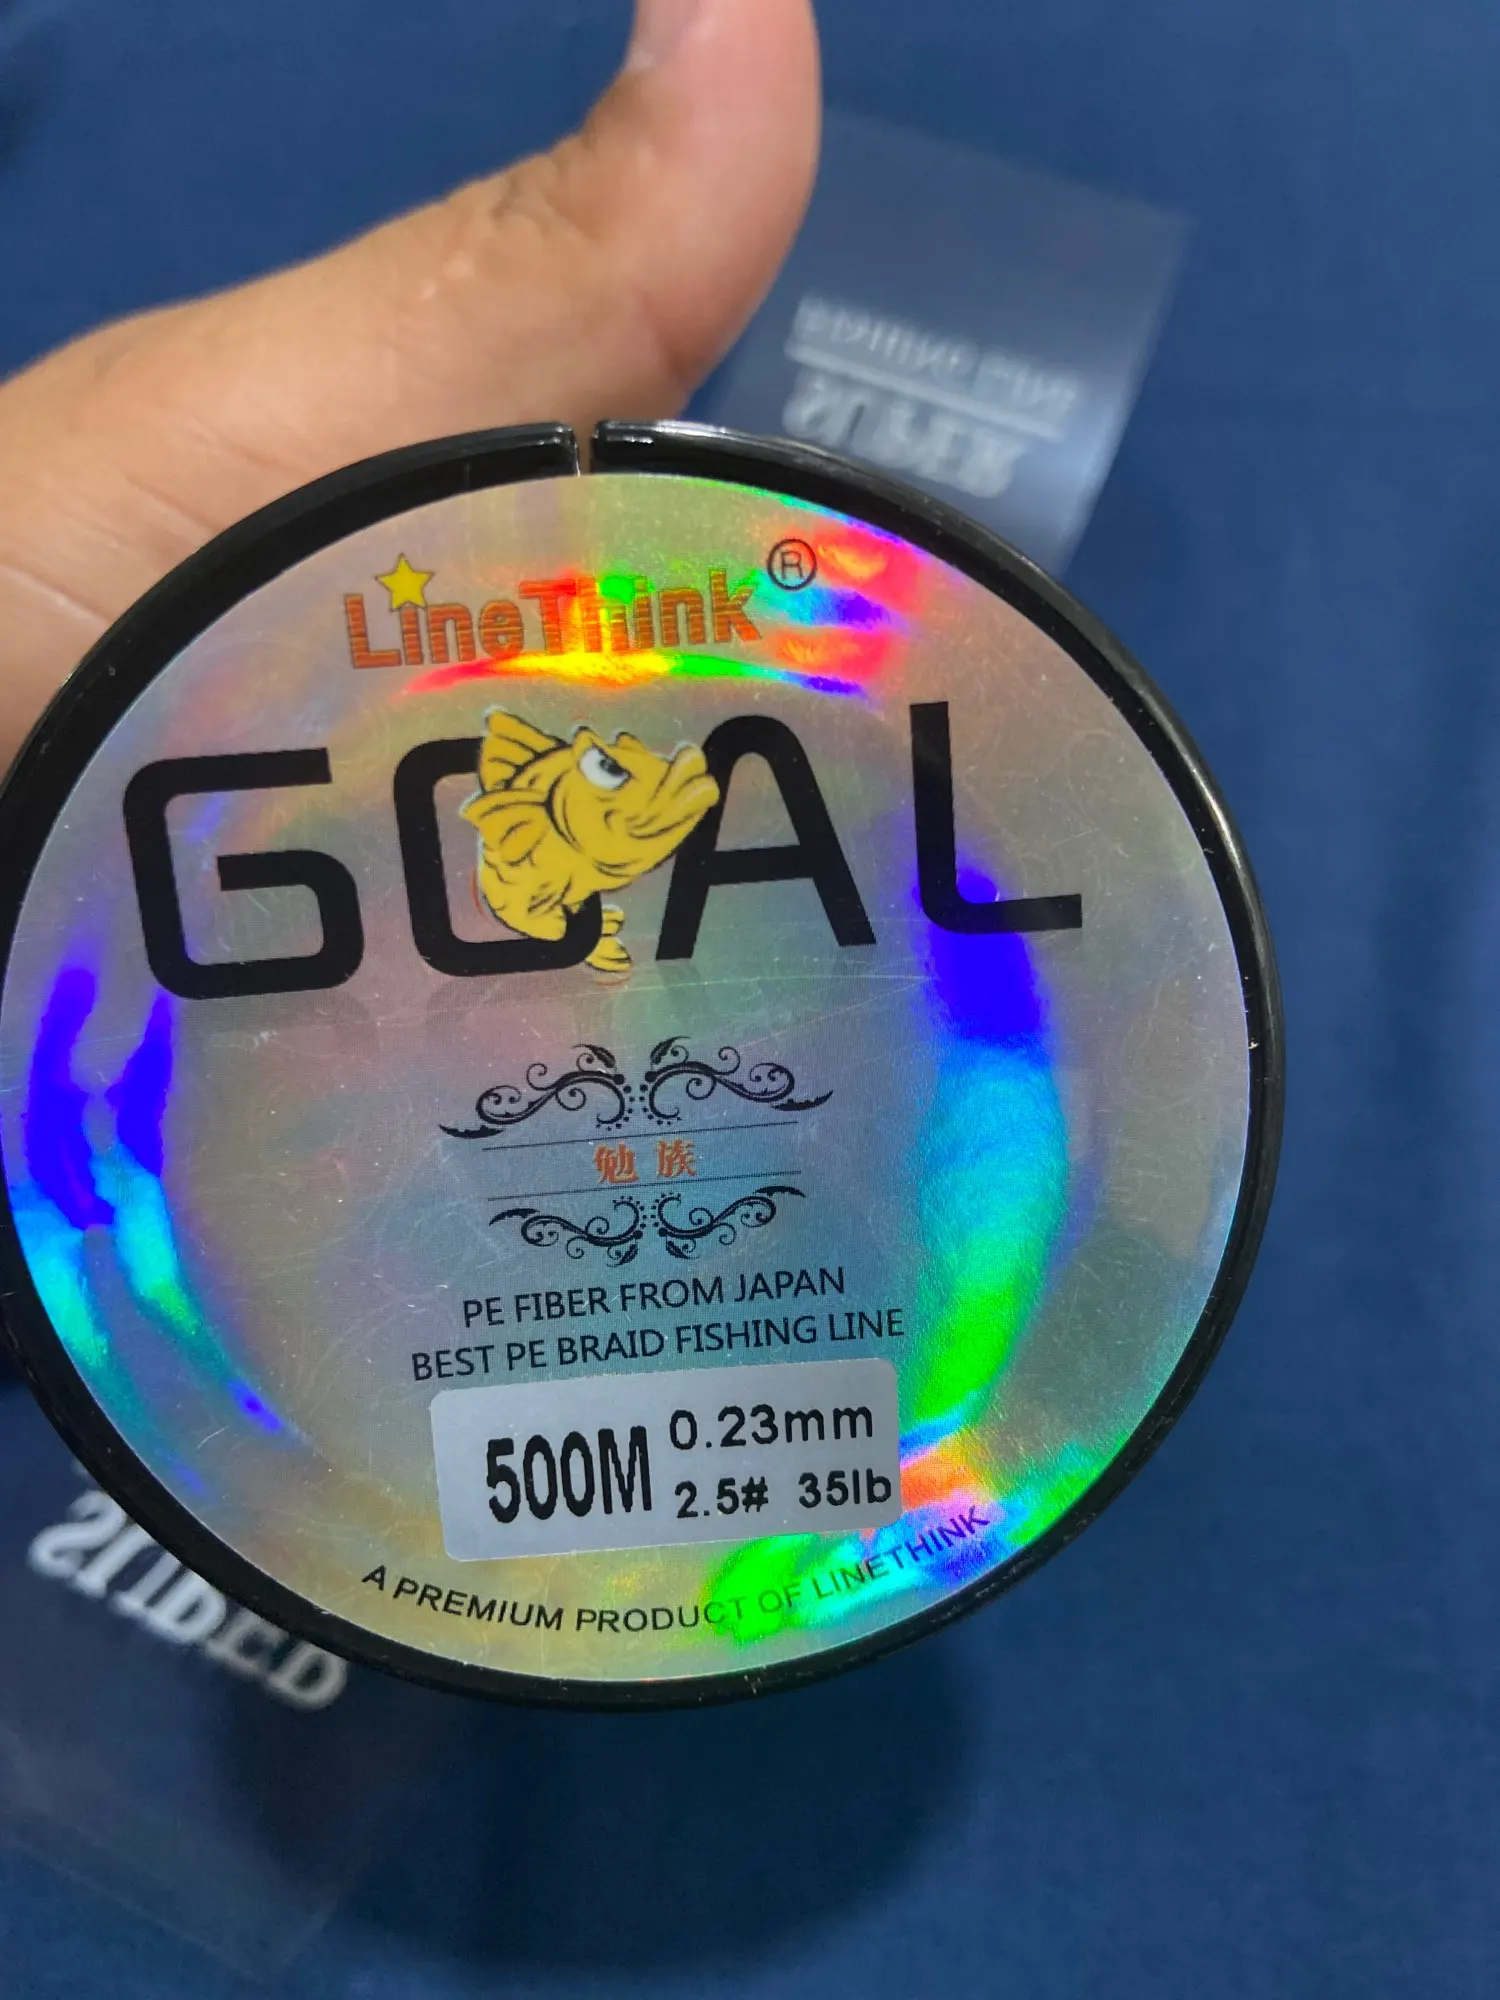 LineThink®
GOAL
勉族
PE FIBER FROM JAPAN
BEST PE BRAID FISHING LINE
500M 0.23mm
2.5# 35lb
A PREMIUM PRODUCT OF LINETHINK